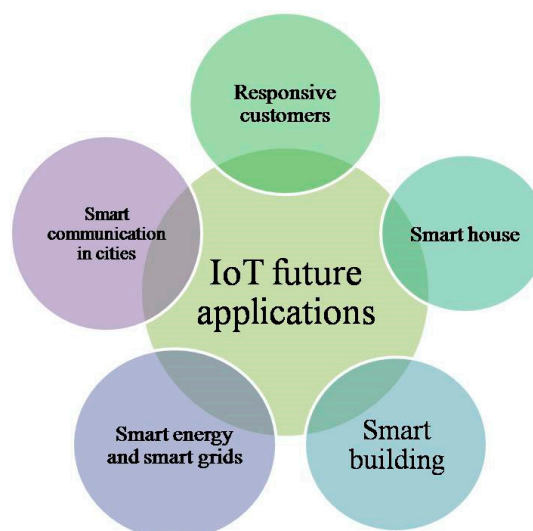 Responsive
customers
Smart
communication
in cities
Smart house
IoT future
applications
Smart energy
and smart grids
Smart
building